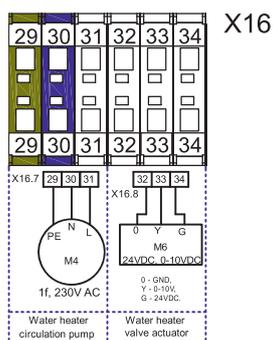 X16
29 30 31 32 33 34
29 30 31 32 33 34
X16.7 29 30 31
32 33 34
X16.8
PE N L
0 Y G
M4
M6
24VDC, 0-10VDC
1f, 230V AC
0 - GND,
Y - 0-10V,
G - 24VDC.
Water heater
circulation pump
Water heater
valve actuator